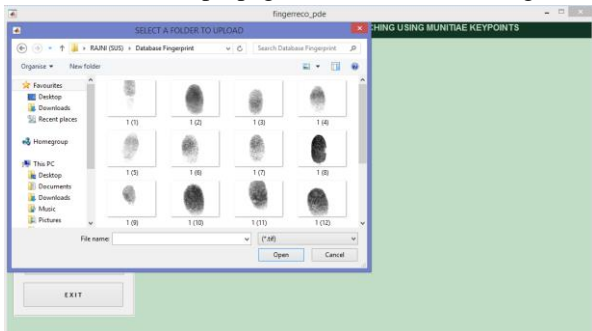 fingerreco_pde
CHING USING MUNITIAE KEYPOINTS
SELECT A FOLDER TO UPLOAD
RAJNI (SUS) Database Fingerprint
Search Database Fingerprint
Organise New folder
Favourites
Desktop
Downloads
Recent places
Homegroup
This PC
Desktop
Documents
Downloads
Music
Pictures
1 (1) 1 (2) 1 (3) 1 (4)
1 (5) 1 (6) 1 (7) 1 (8)
1 (9) 1 (10) 1 (11) 1 (12)
File name: (*.tif)
Open Cancel
EXIT